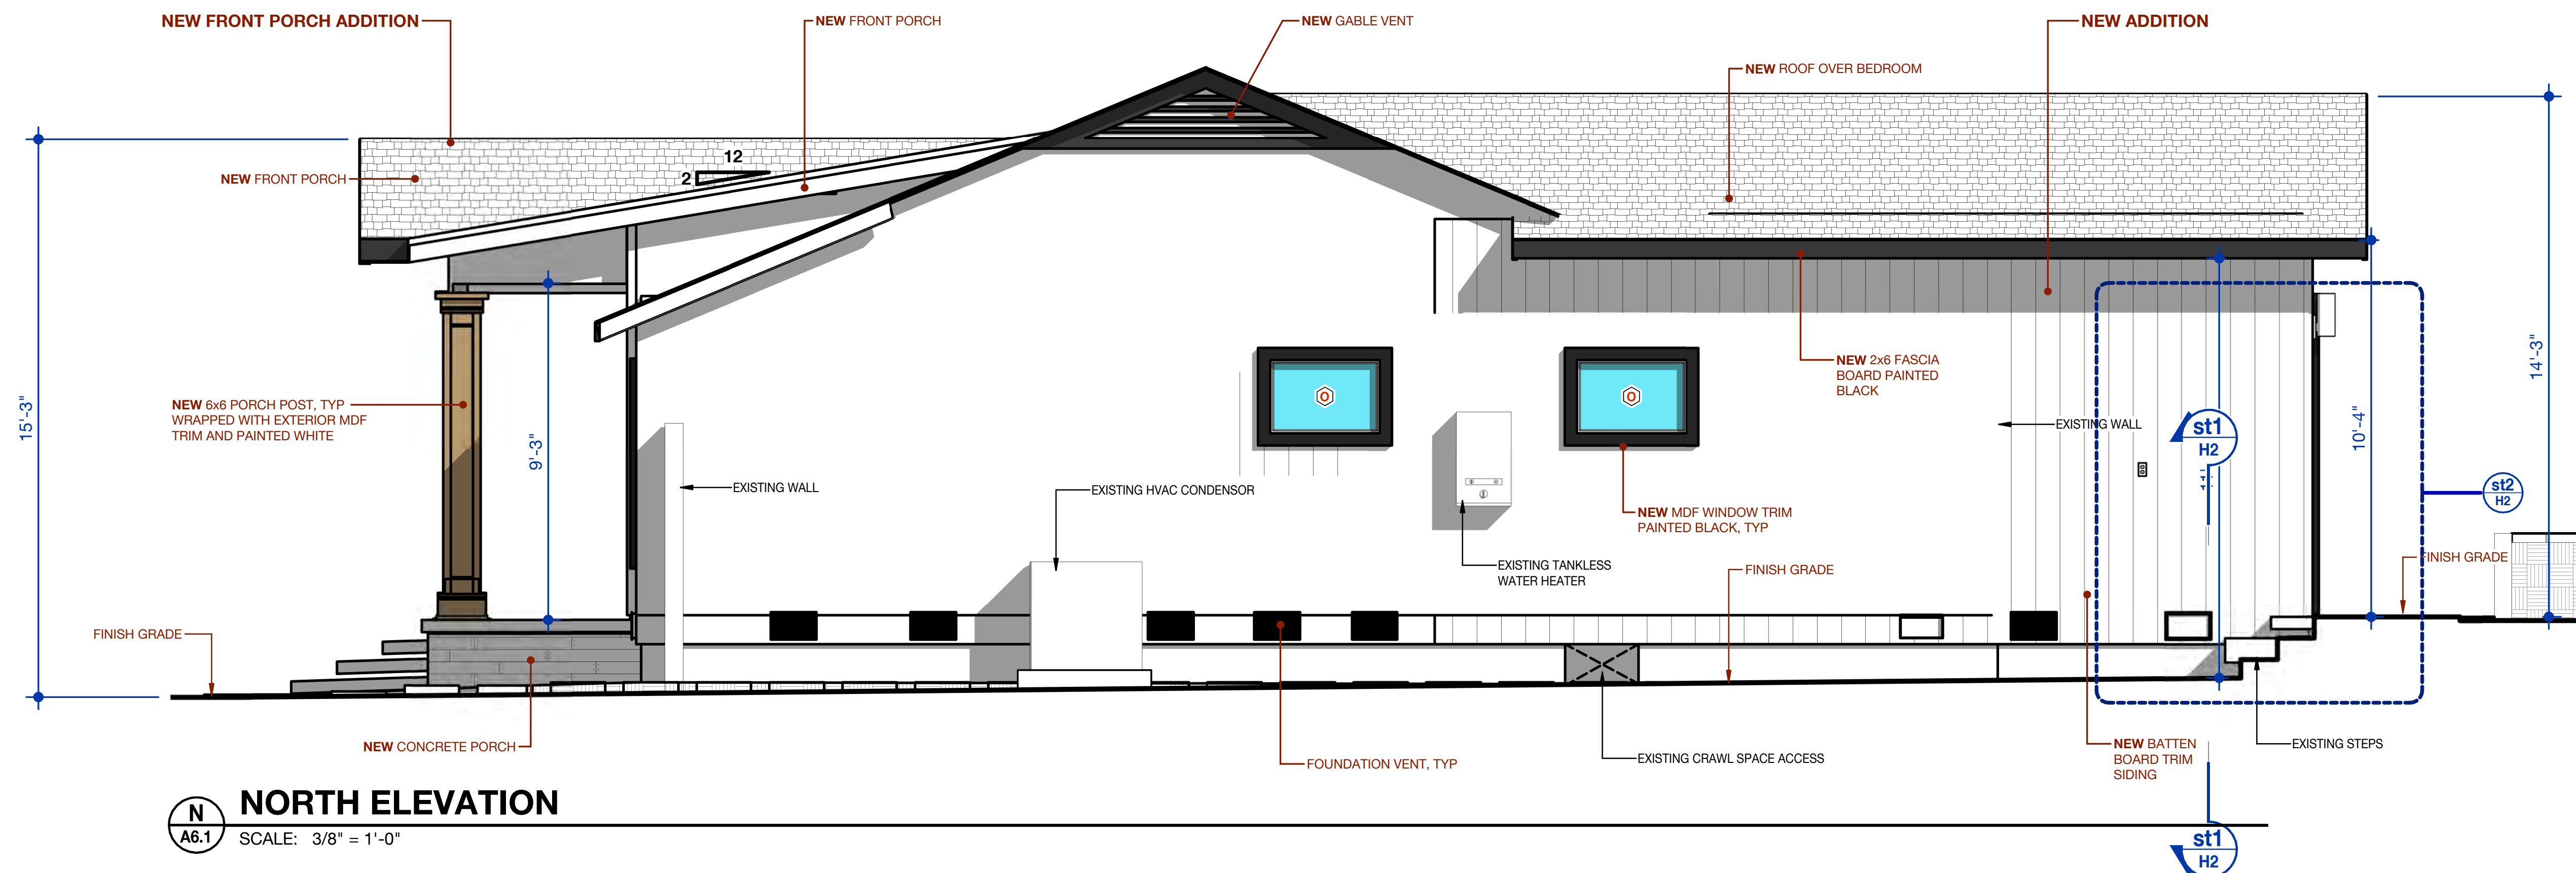 NEW FRONT PORCH ADDITION
NEW FRONT PORCH
NEW GABLE VENT
NEW ADDITION
NEW ROOF OVER BEDROOM
12
2
NEW FRONT PORCH
15'-3"
9'-3"
14'-3"
10'-4"
NEW 2x6 FASCIA
BOARD PAINTED
BLACK
O
O
NEW 6x6 PORCH POST, TYP
WRAPPED WITH EXTERIOR MDF
TRIM AND PAINTED WHITE
EXISTING WALL
st1
H2
EXISTING WALL
EXISTING HVAC CONDENSOR
st2
H2
NEW MDF WINDOW TRIM
PAINTED BLACK, TYP
EXISTING TANKLESS
WATER HEATER
FINISH GRADE
FINISH GRADE
FINISH GRADE
NEW CONCRETE PORCH
FOUNDATION VENT, TYP
EXISTING CRAWL SPACE ACCESS
NEW BATTEN
BOARD TRIM
SIDING
EXISTING STEPS
N
A6.1
NORTH ELEVATION
SCALE: 3/8" = 1'-0"
st1
H2